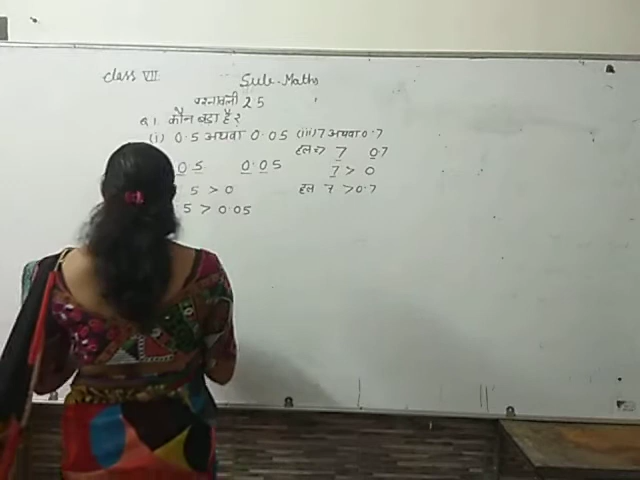 Class VII Sub-Maths
प्रश्नावली 2.5
Q1 कौन बड़ा है?
(i) 0.5 अथवा 0.05
0 5 0.05
5 > 0
5 > 0.05
(iii) 7 अथवा 0.7
हल⇒ 7 0.7
7 > 0
हल 7 > 0.7